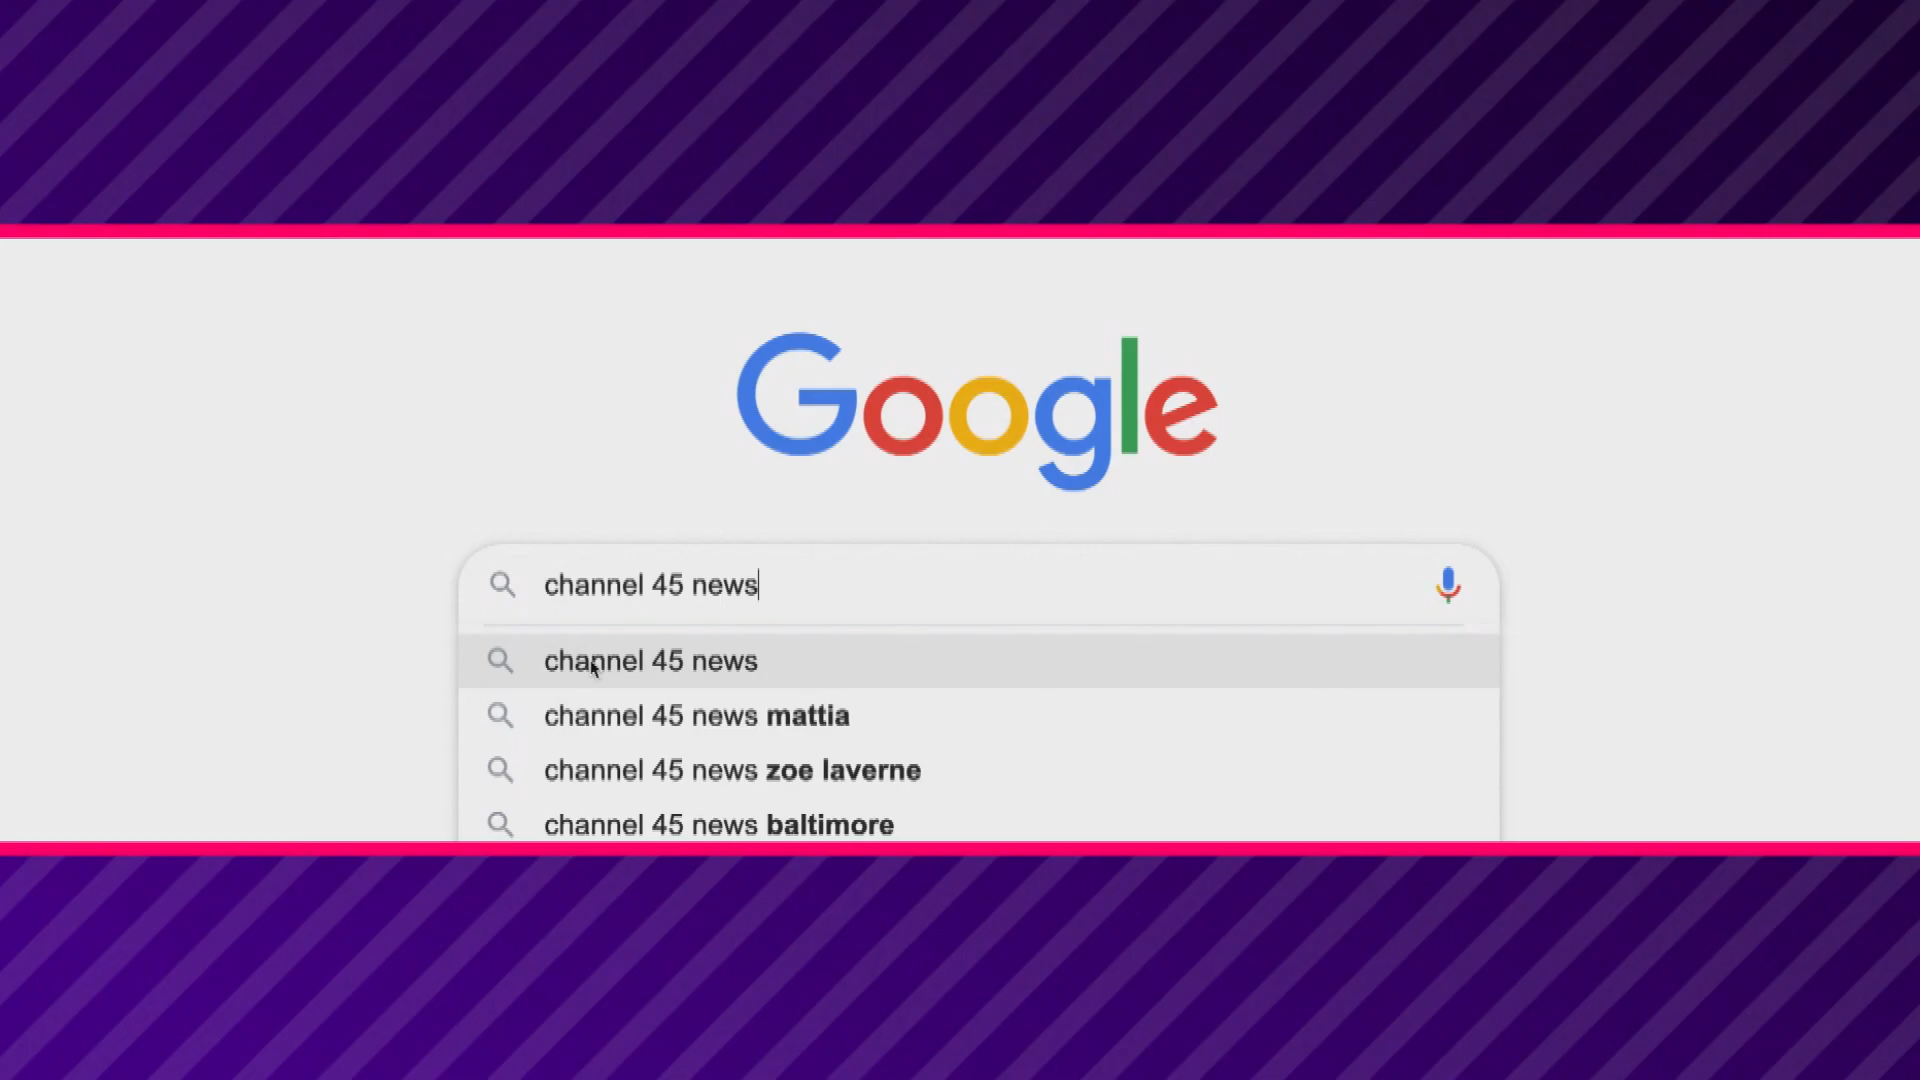 Google
channel 45 news
channel 45 news
channel 45 news mattia
channel 45 news zoe laverne
channel 45 news baltimore